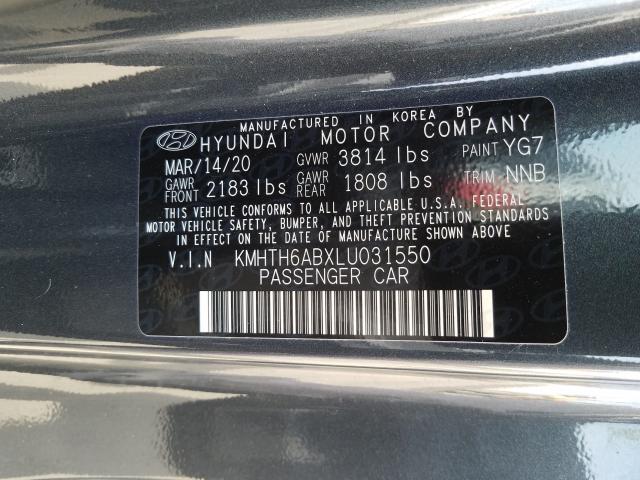 MANUFACTURED IN KOREA BY
HYUNDAI MOTOR COMPANY
MAR/14/20 GVWR 3814 lbs PAINT YG7
GAWR FRONT 2183 lbs GAWR REAR 1808 lbs TRIM NNB
THIS VEHICLE CONFORMS TO ALL APPLICABLE U.S.A. FEDERAL
MOTOR VEHICLE SAFETY, BUMPER, AND THEFT PREVENTION STANDARDS
IN EFFECT ON THE DATE OF MANUFACTURE SHOWN ABOVE
V.I.N KMHTH6ABXLU031550
PASSENGER CAR